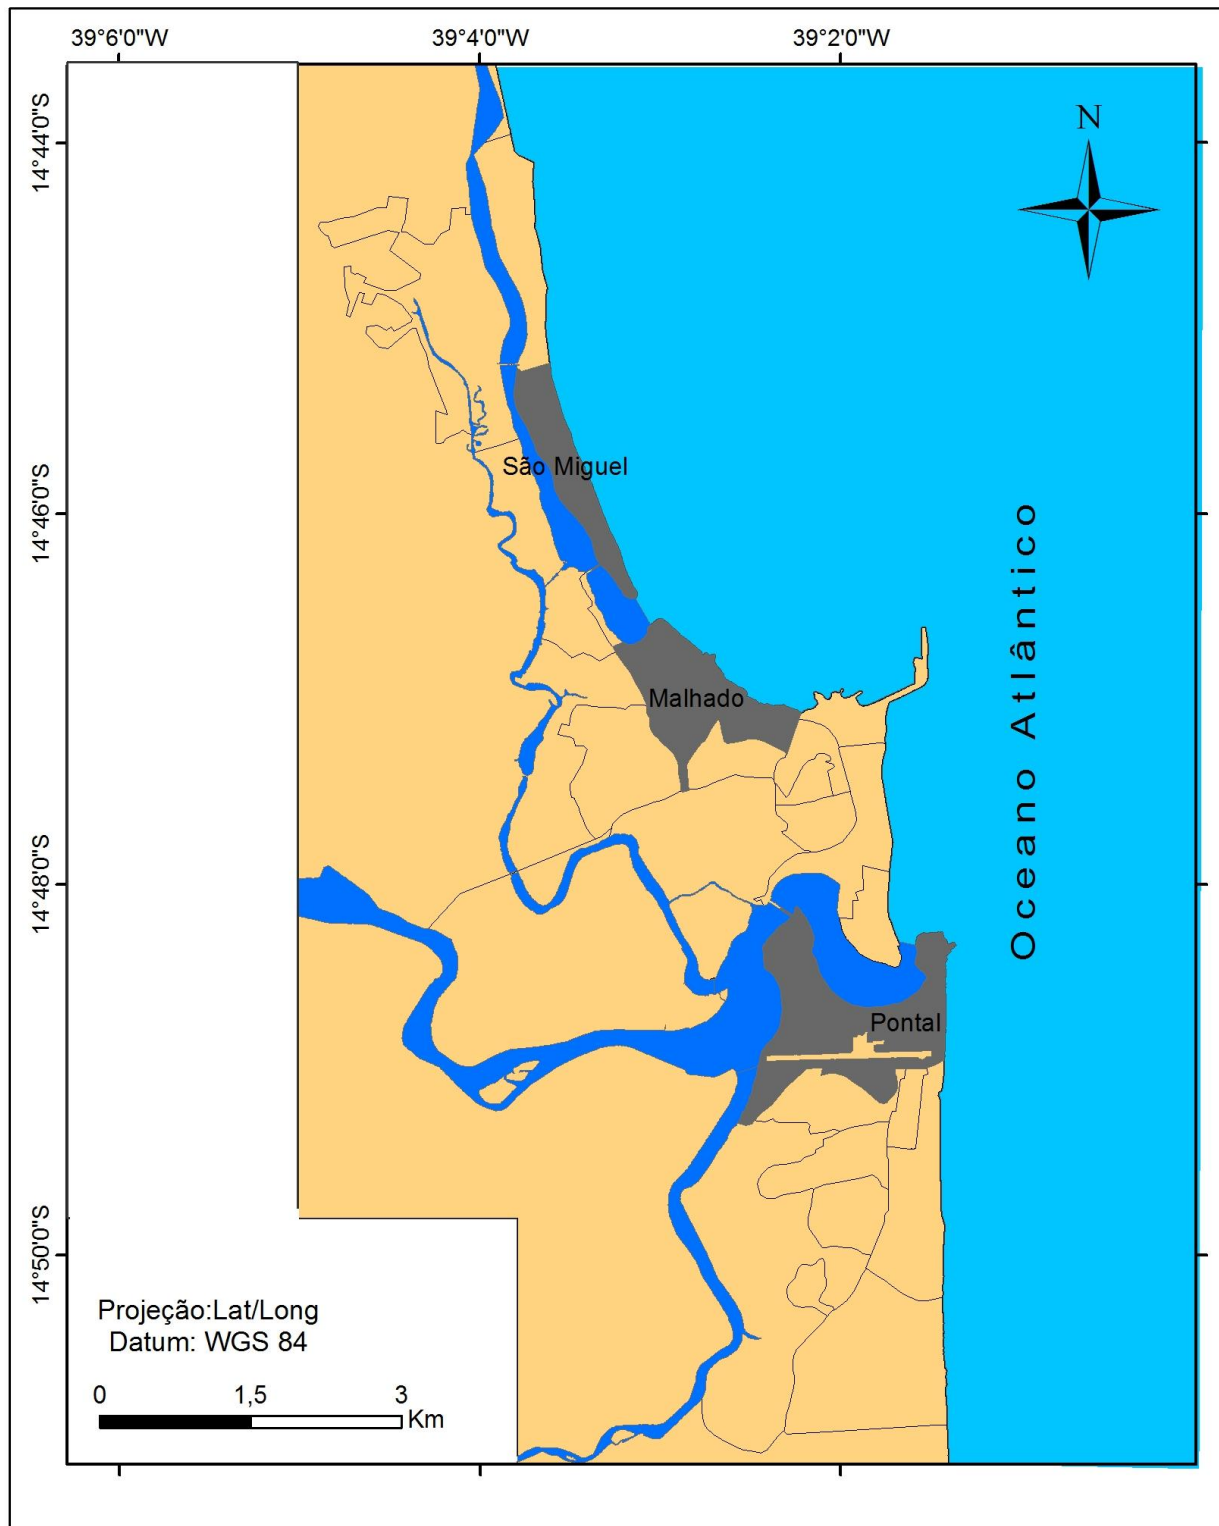 39°6'0"W
39°4'0"W
39°2'0"W
14°44'0"S
N
São Miguel
14°46'0"S
Oceano Atlântico
Malhado
14°48'0"S
Pontal
14°50'0"S
Projeção:Lat/Long
Datum: WGS 84
0 1,5 3
Km